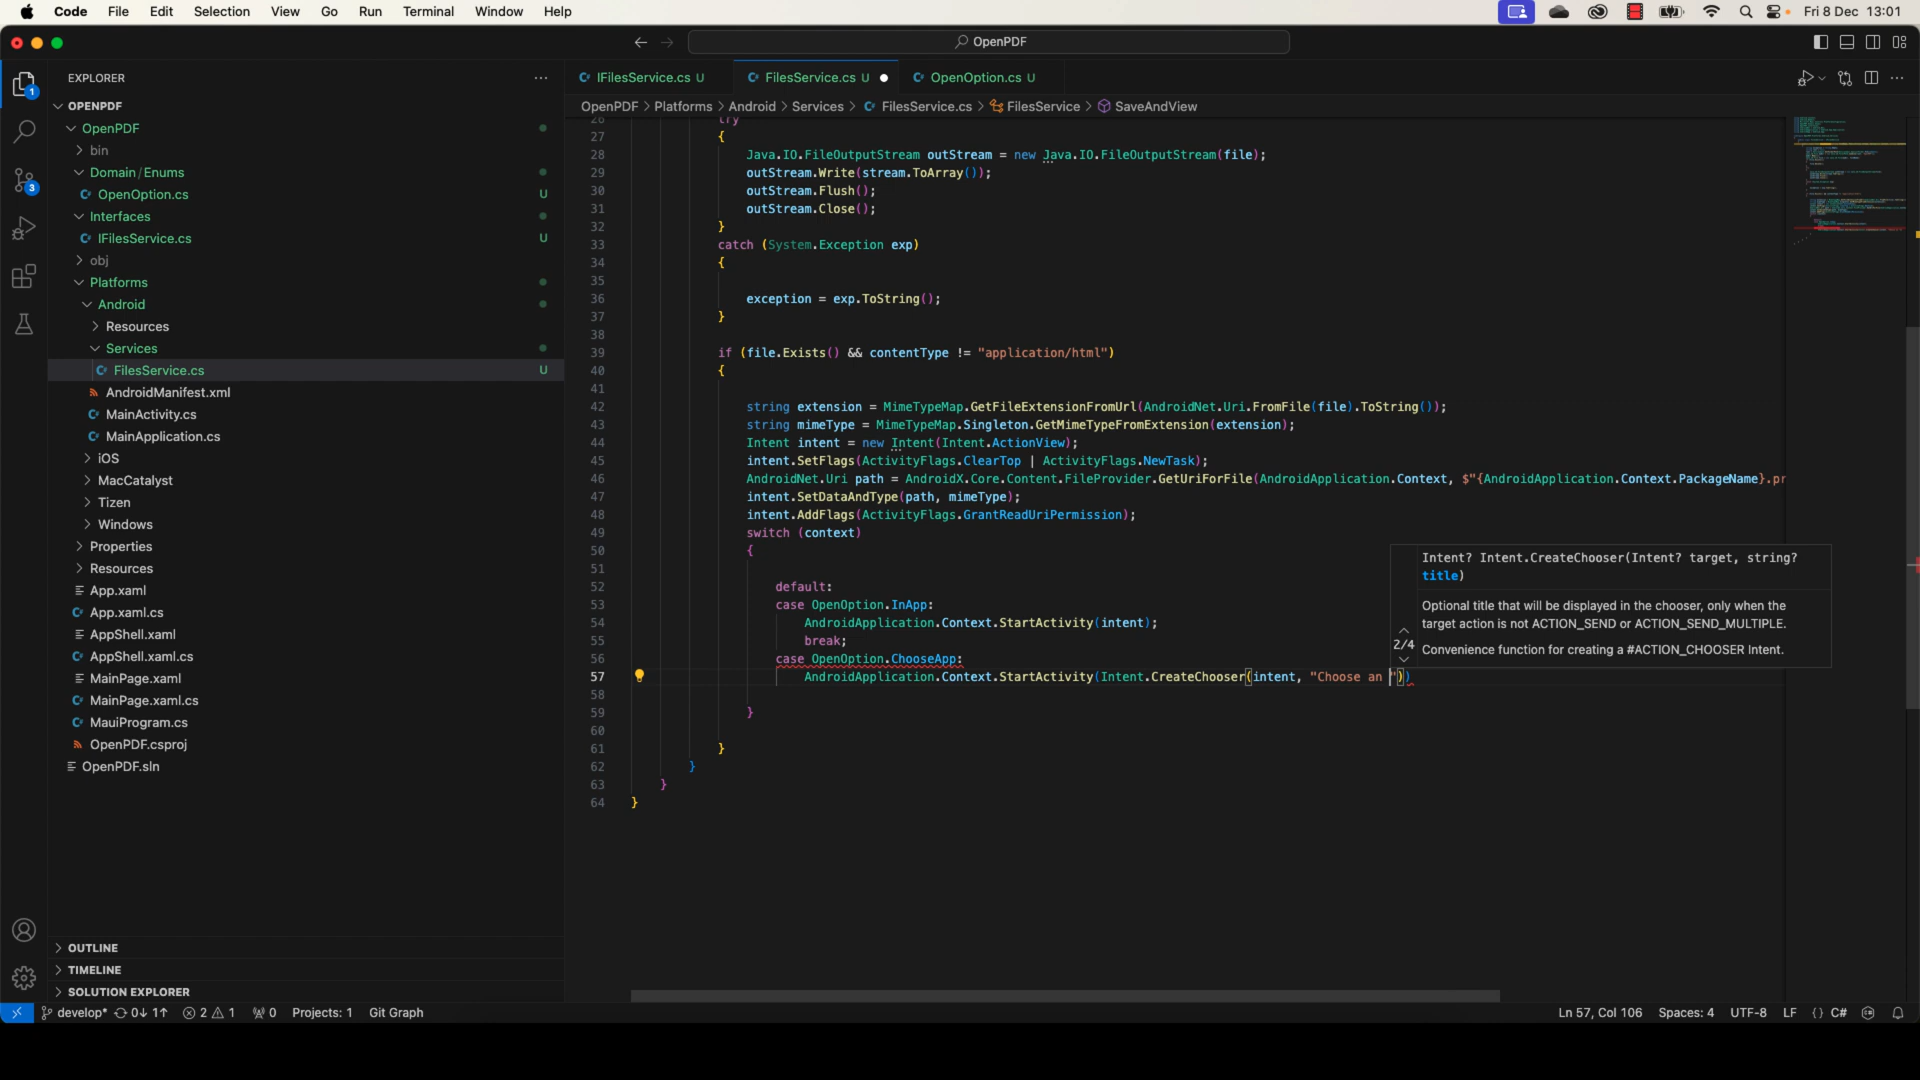 Code File Edit Selection View Go Run Terminal Window Help Fri 8 Dec 13:01
OpenPDF
EXPLORER
IFilesService.cs U FilesService.cs U OpenOption.cs U
OpenPDF > Platforms > Android > Services > FilesService.cs > FilesService > SaveAndView
OPENPDF
OpenPDF
bin
Domain/Enums
OpenOption.cs U
Interfaces
IFilesService.cs U
obj
Platforms
Android
Resources
Services
FilesService.cs U
AndroidManifest.xml
MainActivity.cs
MainApplication.cs
iOS
MacCatalyst
Tizen
Windows
Properties
Resources
App.xaml
App.xaml.cs
AppShell.xaml
AppShell.xaml.cs
MainPage.xaml
MainPage.xaml.cs
MauiProgram.cs
OpenPDF.csproj
OpenPDF.sln
OUTLINE
TIMELINE
SOLUTION EXPLORER
1
3
26 try
27 {
28 Java.IO.FileOutputStream outStream = new Java.IO.FileOutputStream(file);
29 outStream.Write(stream.ToArray());
30 outStream.Flush();
31 outStream.Close();
32 }
33 catch (System.Exception exp)
34 {
35
36 exception = exp.ToString();
37 }
38
39 if (file.Exists() && contentType != "application/html")
40 {
41
42 string extension = MimeTypeMap.GetFileExtensionFromUrl(AndroidNet.Uri.FromFile(file).ToString());
43 string mimeType = MimeTypeMap.Singleton.GetMimeTypeFromExtension(extension);
44 Intent intent = new Intent(Intent.ActionView);
45 intent.SetFlags(ActivityFlags.ClearTop | ActivityFlags.NewTask);
46 AndroidNet.Uri path = AndroidX.Core.Content.FileProvider.GetUriForFile(AndroidApplication.Context, $"{AndroidApplication.Context.PackageName}.pr
47 intent.SetDataAndType(path, mimeType);
48 intent.AddFlags(ActivityFlags.GrantReadUriPermission);
49 switch (context)
50 {
51
52 default:
53 case OpenOption.InApp:
54 AndroidApplication.Context.StartActivity(intent);
55 break;
56 case OpenOption.ChooseApp:
57 AndroidApplication.Context.StartActivity(Intent.CreateChooser(intent, "Choose an "))
58
59 }
60
61 }
62 }
63 }
64 }
Intent? Intent.CreateChooser(Intent? target, string?
title)
Optional title that will be displayed in the chooser, only when the
target action is not ACTION_SEND or ACTION_SEND_MULTIPLE.
2/4
Convenience function for creating a #ACTION_CHOOSER Intent.
develop* 0↓ 1↑ 2 1 0 Projects: 1 Git Graph Ln 57, Col 106 Spaces: 4 UTF-8 LF {} C#